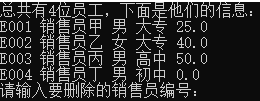 总共有4位员工，下面是他们的信息：
E001 销售员甲 男 大专 25.0
E002 销售员乙 女 大专 40.0
E003 销售员丙 男 高中 50.0
E004 销售员丁 男 初中 0.0
请输入要删除的销售员编号：